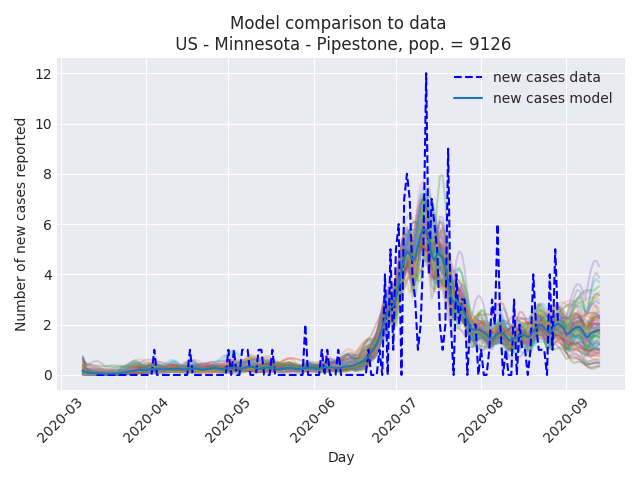 Model comparison to data
US - Minnesota - Pipestone, pop. = 9126
new cases data
new cases model
Number of new cases reported
12
10
8
6
4
2
0
2020-03
2020-04
2020-05
2020-06
2020-07
2020-08
2020-09
Day